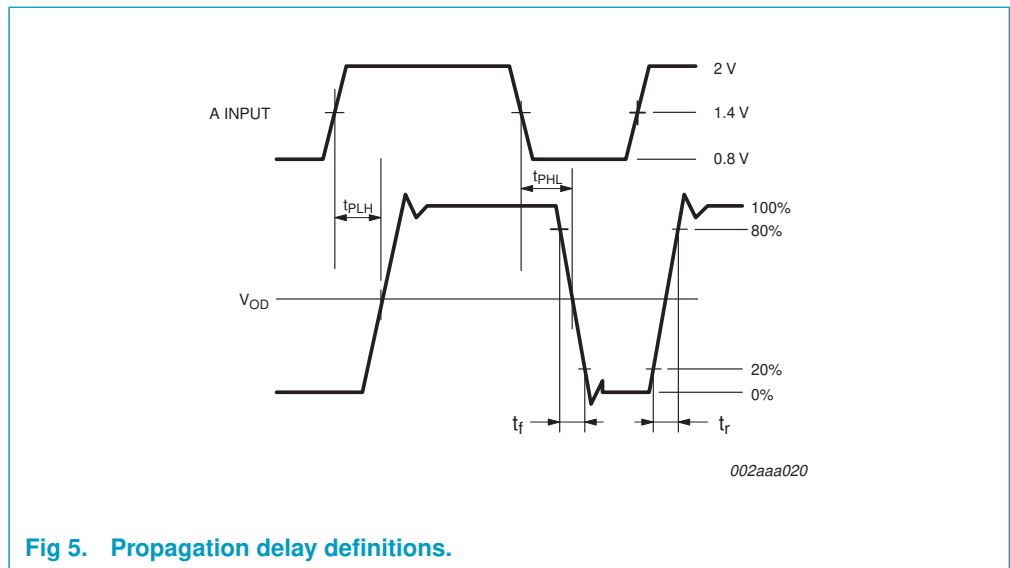 2 V
A INPUT
1.4 V
0.8 V
tPHL
tPLH
100%
80%
VOD
20%
0%
tf
tr
002aaa020
Fig 5. Propagation delay definitions.